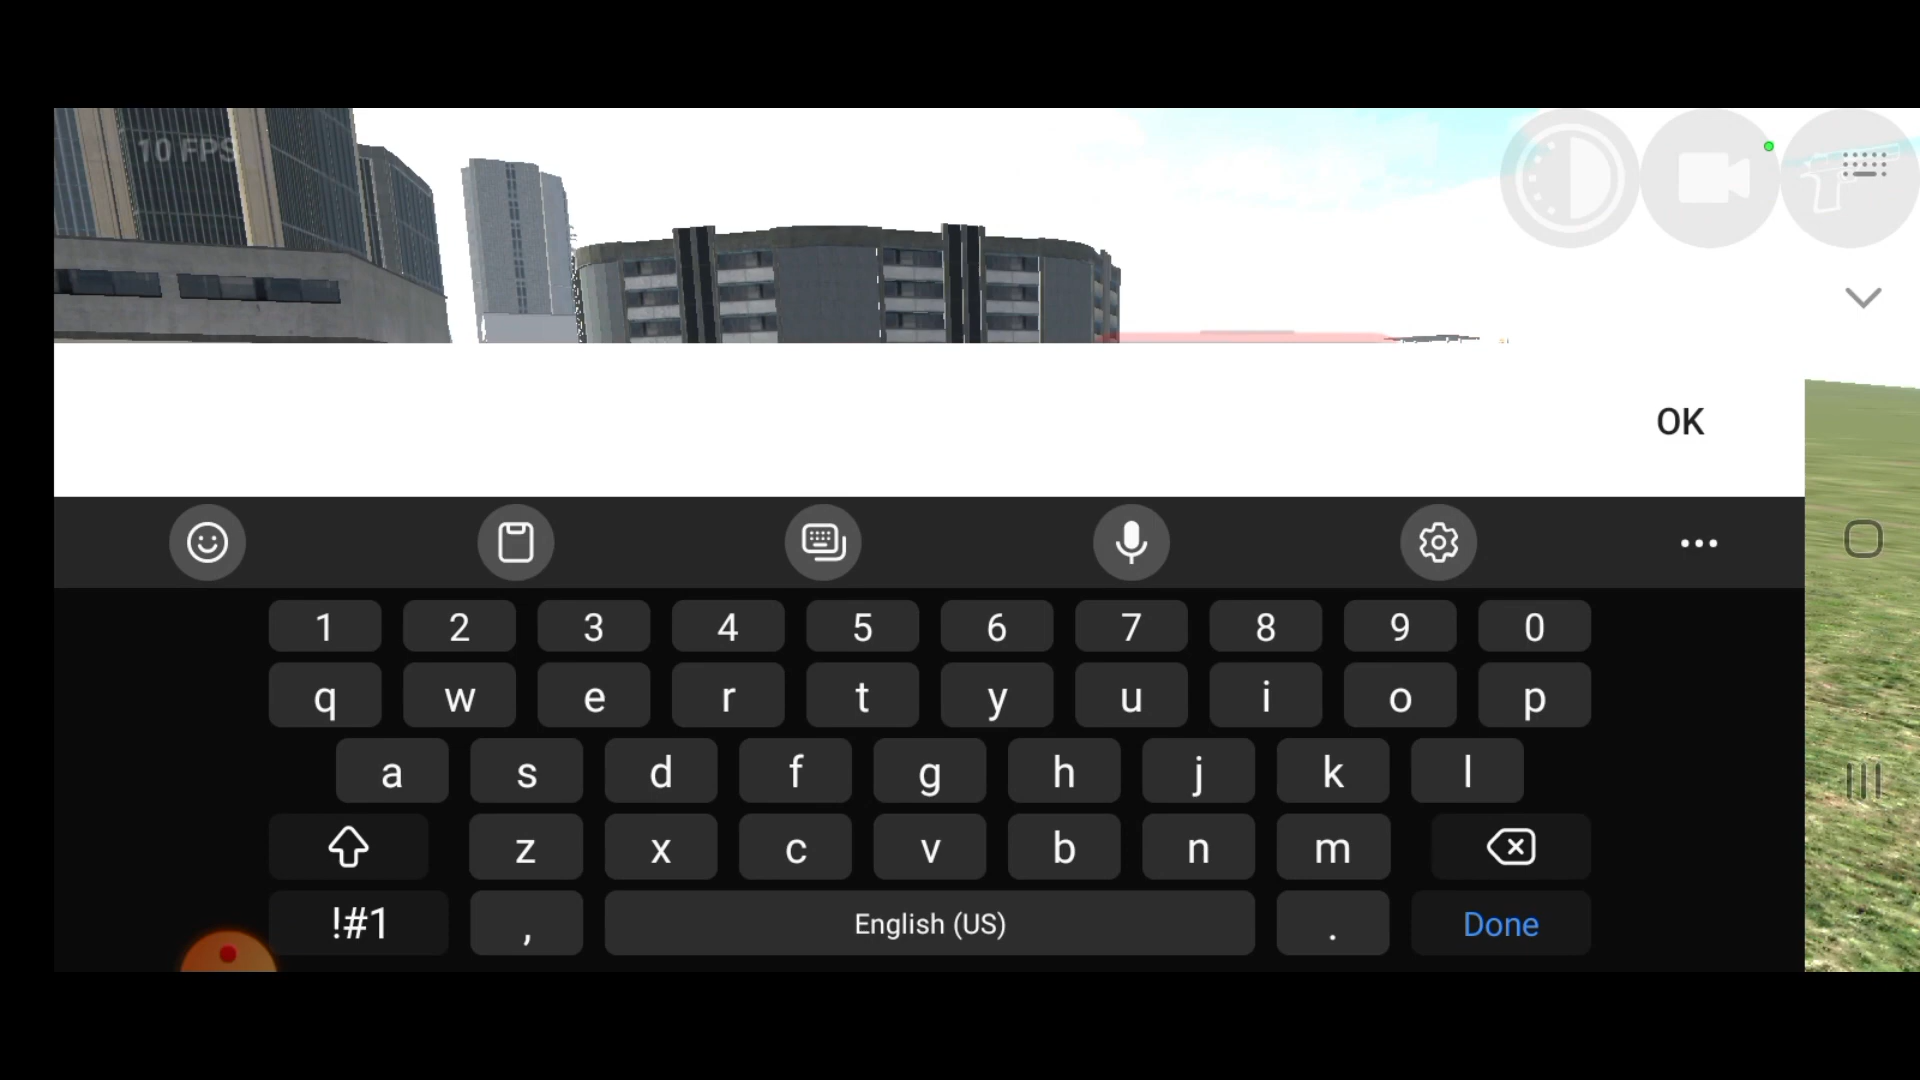 10 FPS
OK
1 2 3 4 5 6 7 8 9 0
q w e r t y u i o p
a s d f g h j k l
z x c v b n m
!#1 , English (US) . Done